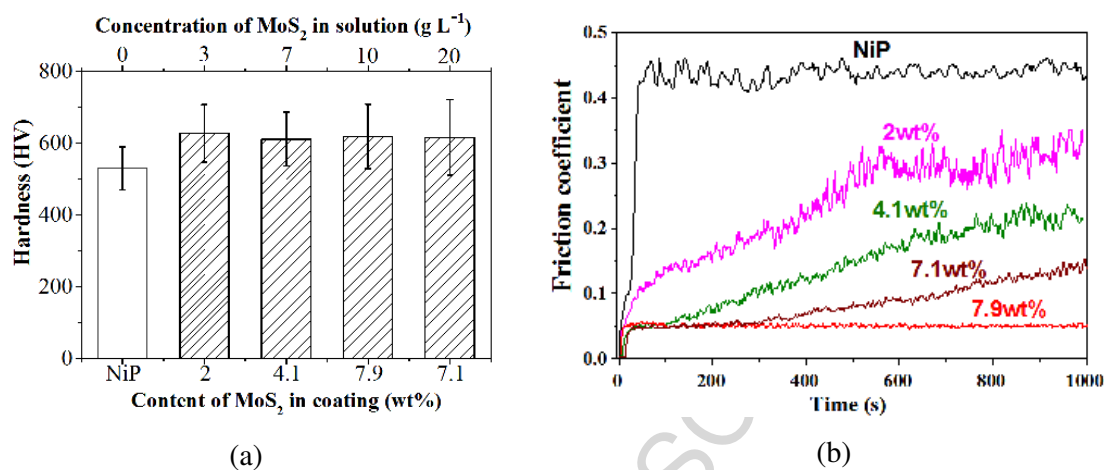 Concentration of MoS₂ in solution (g L⁻¹)
0 3 7 10 20
Hardness (HV)
800
600
400
200
0
NiP 2 4.1 7.9 7.1
Content of MoS₂ in coating (wt%)
(a)
Friction coefficient
0.5
0.4
0.3
0.2
0.1
0.0
NiP
2wt%
4.1wt%
7.1wt%
7.9wt%
0 200 400 600 800 1000
Time (s)
(b)